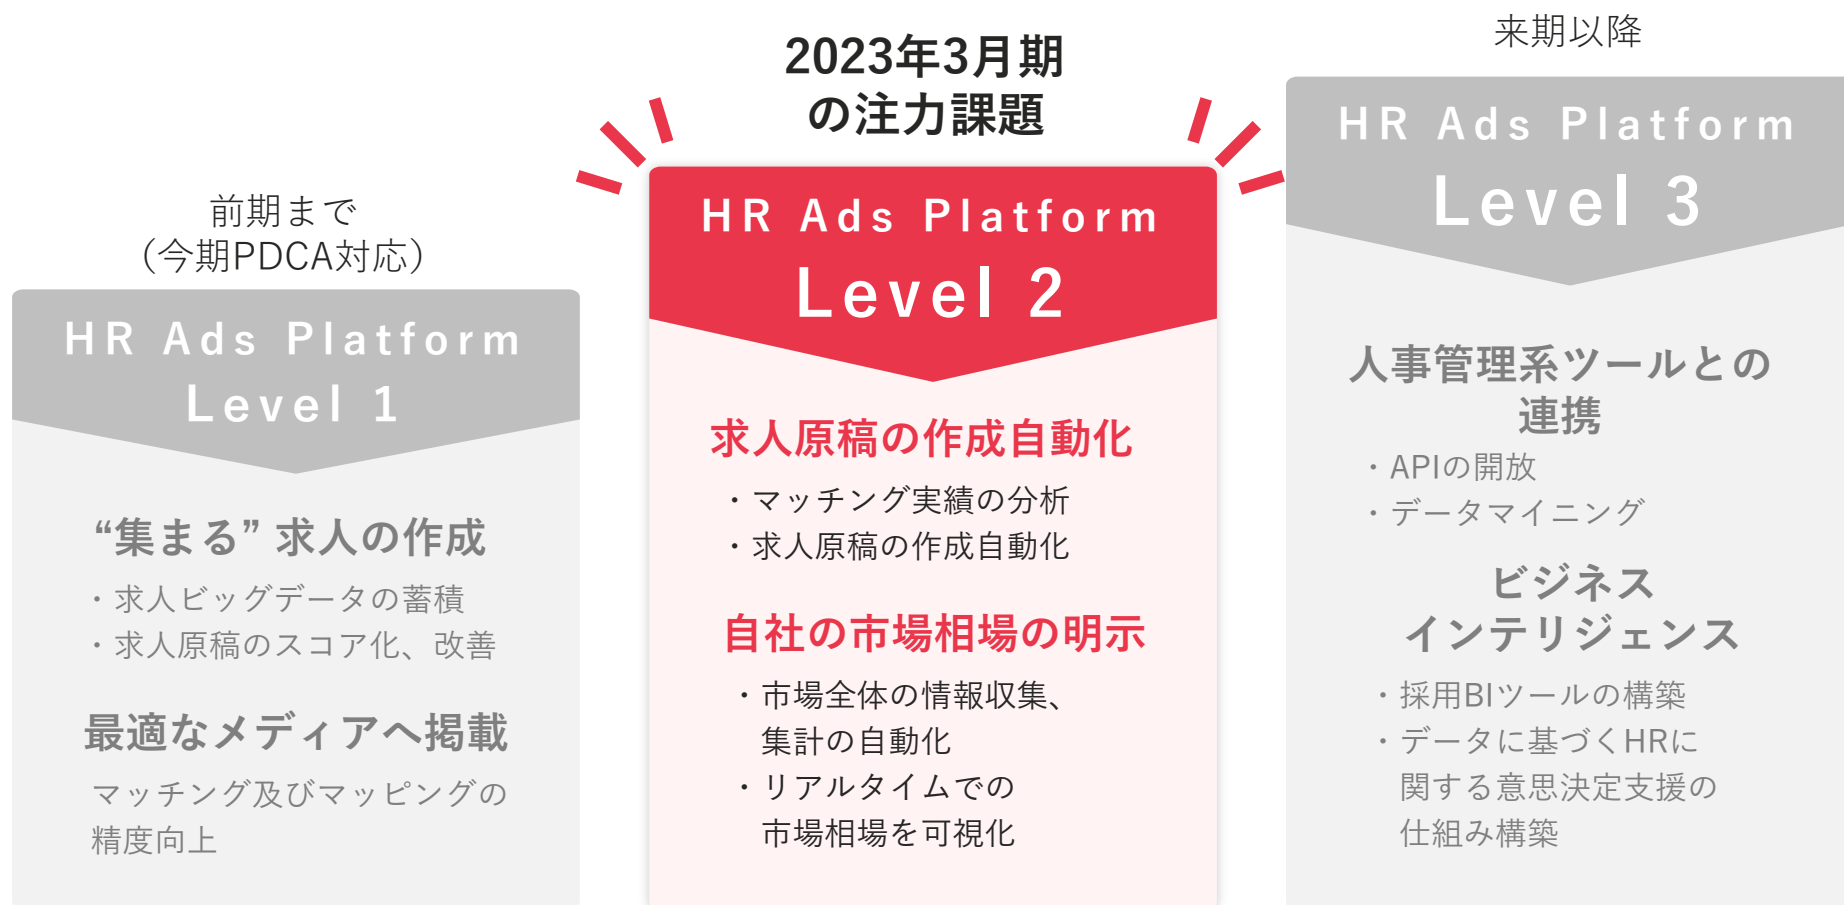 前期まで
（今期PDCA対応）
HR Ads Platform
Level 1
“集まる” 求人の作成
・求人ビッグデータの蓄積
・求人原稿のスコア化、改善
最適なメディアへ掲載
マッチング及びマッピングの
精度向上
2023年3月期
の注力課題
HR Ads Platform
Level 2
求人原稿の作成自動化
・マッチング実績の分析
・求人原稿の作成自動化
自社の市場相場の明示
・市場全体の情報収集、
集計の自動化
・リアルタイムでの
市場相場を可視化
来期以降
HR Ads Platform
Level 3
人事管理系ツールとの
連携
・APIの開放
・データマイニング
ビジネス
インテリジェンス
・採用BIツールの構築
・データに基づくHRに
関する意思決定支援の
仕組み構築